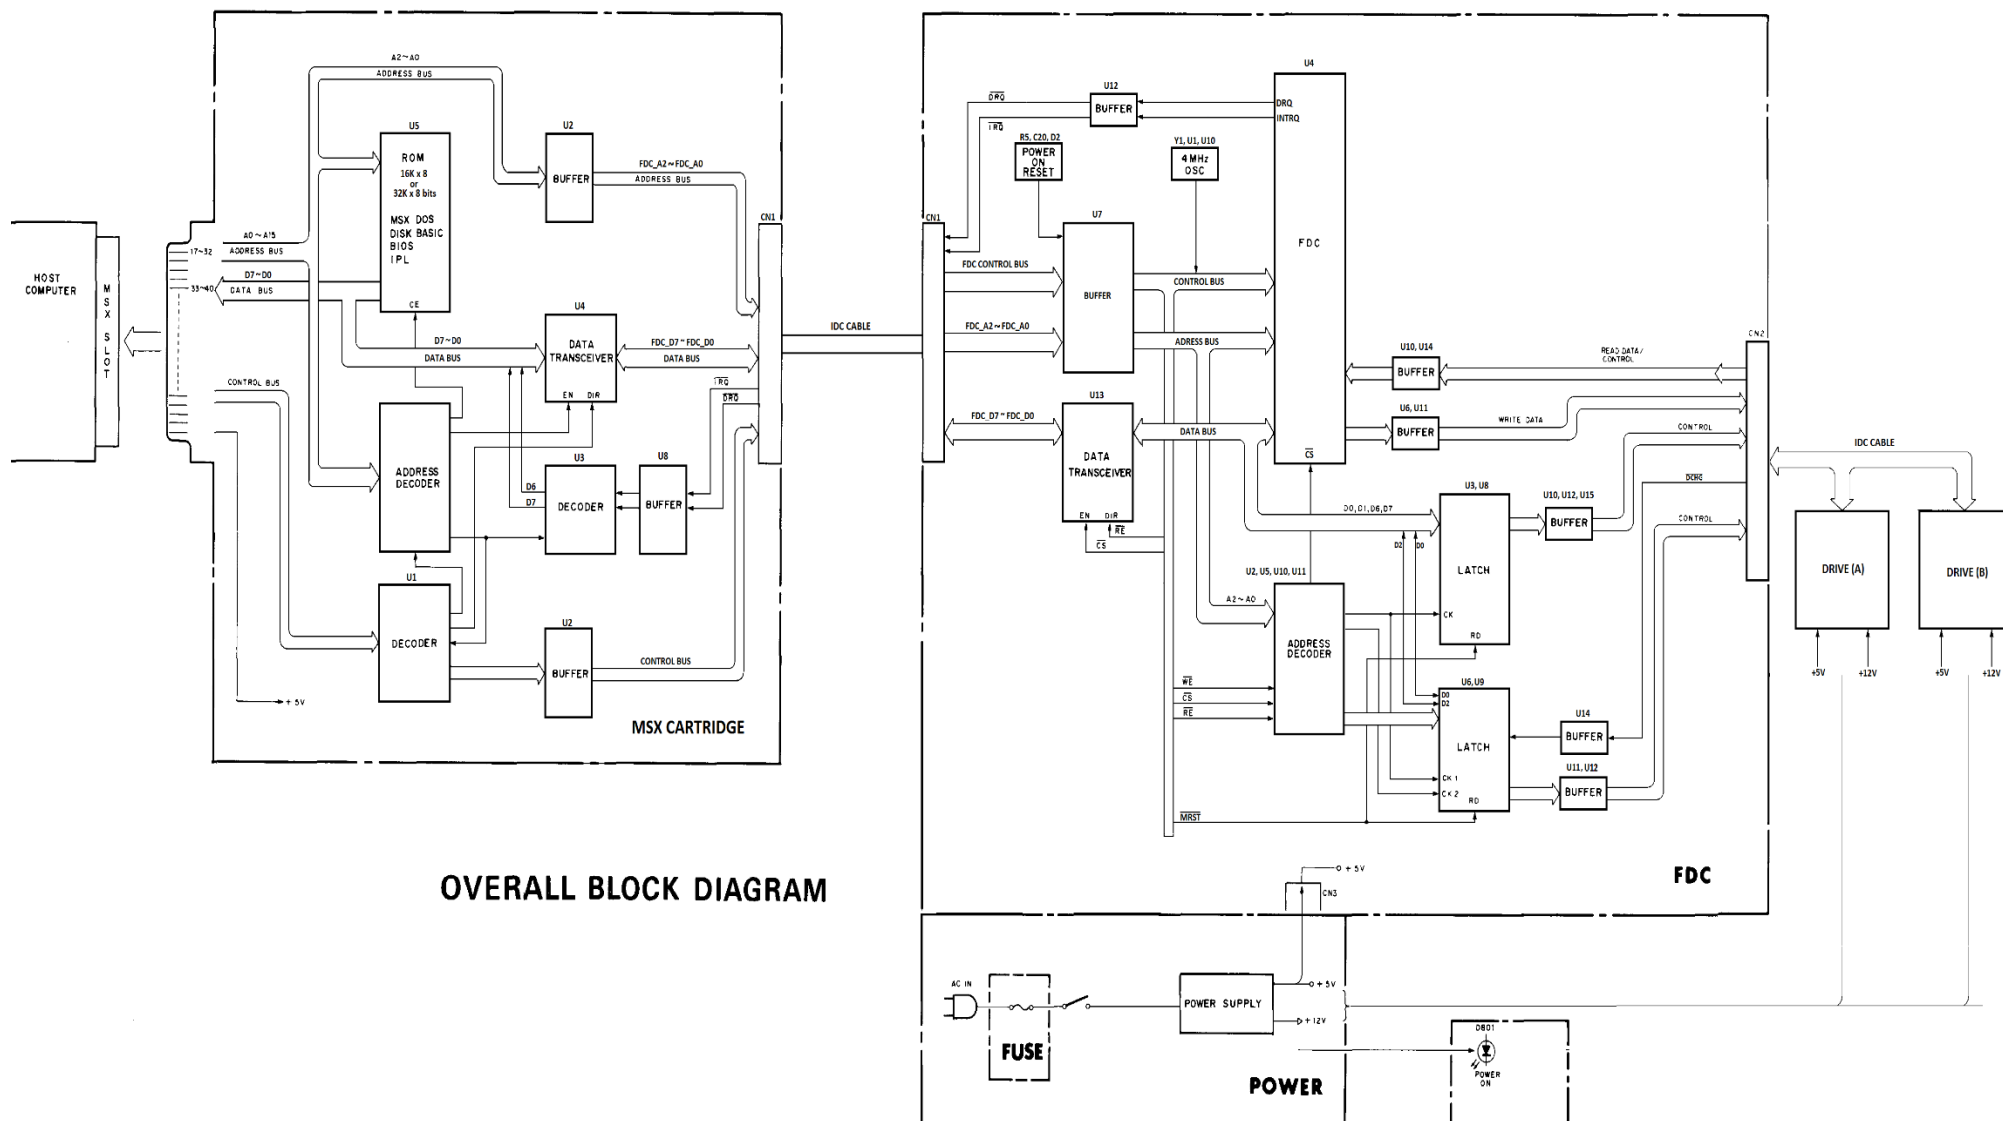 HOST
COMPUTER
MSX SLOT
17~32
33~40
A2~A0
ADDRESS BUS
A0~A15
ADDRESS BUS
D7~D0
DATA BUS
CONTROL BUS
+5V
U5
ROM
16K x 8
or
32K x 8 bits
MSX DOS
DISK BASIC
BIOS
IPL
CE
U2
BUFFER
FDC_A2~FDC_A0
ADDRESS BUS
CN1
U4
DATA
TRANSCEIVER
EN DIR
D7~D0
DATA BUS
FDC_D7~FDC_D0
DATA BUS
IRQ
DRQ
ADDRESS
DECODER
D6
D7
U3
DECODER
U8
BUFFER
U1
DECODER
U2
BUFFER
CONTROL BUS
MSX CARTRIDGE
IDC CABLE
CN1
DRQ
IRQ
U12
BUFFER
R5, C20, D2
POWER
ON
RESET
Y1, U1, U10
4MHz
OSC
U4
DRQ
INTRQ
FDC
CS
U7
BUFFER
FDC CONTROL BUS
FDC_A2~FDC_A0
CONTROL BUS
ADRESS BUS
U13
DATA
TRANSCEIVER
EN DIR
FDC_D7~FDC_D0
DATA BUS
RE
CS
U10, U14
BUFFER
READ DATA/
CONTROL
U6, U11
BUFFER
WRITE DATA
CONTROL
DCHG
CONTROL
CN2
U3, U8
LATCH
CK
RD
D0, D1, D6, D7
D2
D0
U10, U12, U15
BUFFER
U2, U5, U10, U11
ADDRESS
DECODER
A2~A0
WE
CS
RE
MRST
U6, U9
D0
D2
LATCH
CK 1
CK 2
RD
U14
BUFFER
U11, U12
BUFFER
IDC CABLE
DRIVE (A)
DRIVE (B)
+5V
+12V
+5V
+12V
FDC
OVERALL BLOCK DIAGRAM
+5V
CN3
AC IN
FUSE
POWER SUPPLY
+5V
+12V
POWER
D801
POWER
ON